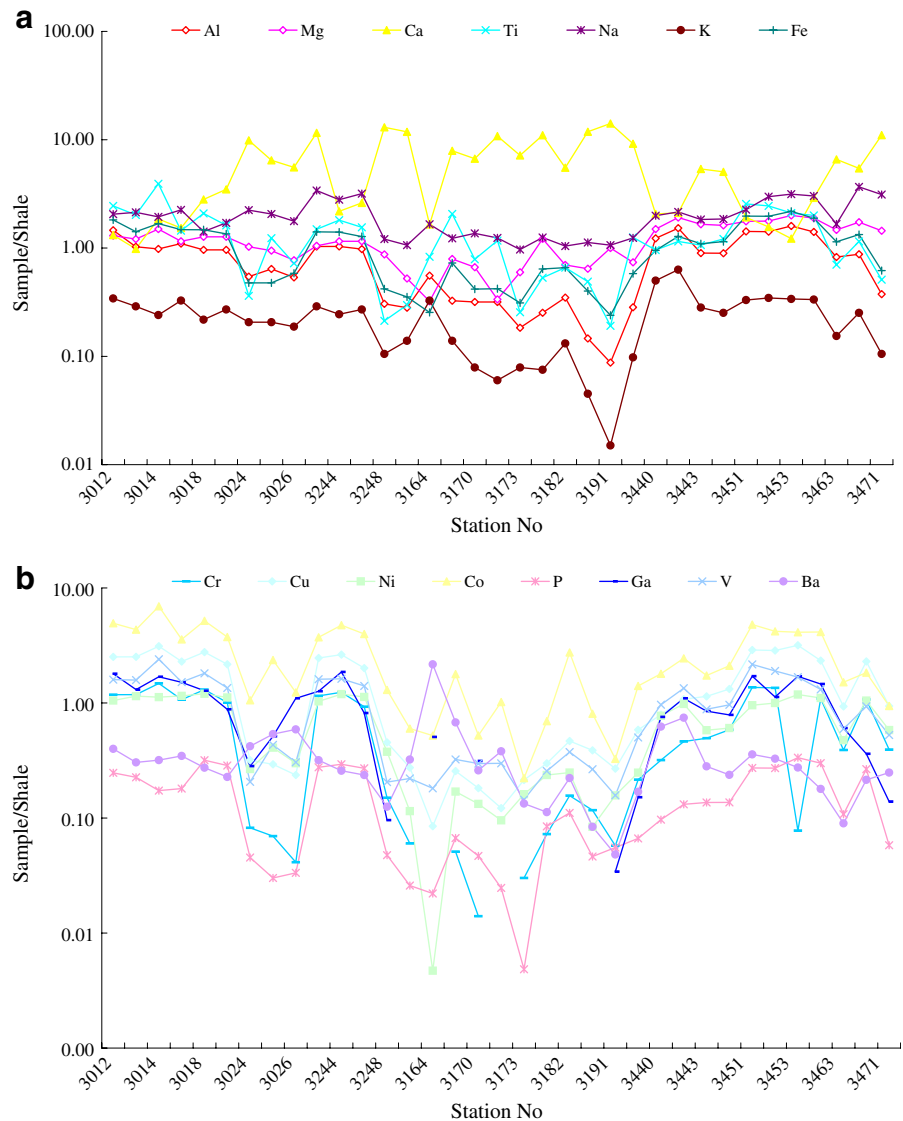 a
Al Mg Ca Ti Na K Fe
100.00
10.00
1.00
0.10
0.01
Sample/Shale
3012 3014 3018 3024 3026 3244 3248 3164 3170 3173 3182 3191 3440 3443 3451 3453 3463 3471
Station No
b
Cr Cu Ni Co P Ga V Ba
10.00
1.00
0.10
0.01
0.00
Sample/Shale
3012 3014 3018 3024 3026 3244 3248 3164 3170 3173 3182 3191 3440 3443 3451 3453 3463 3471
Station No